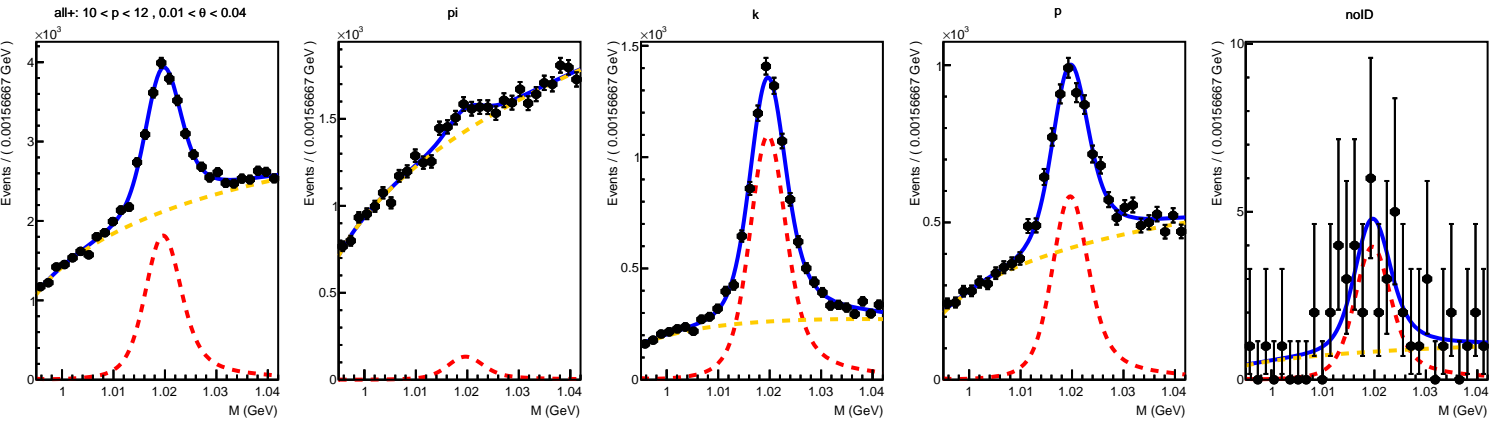 all+: 10 < p < 12 , 0.01 < θ < 0.04
×10³
Events / ( 0.00156667 GeV )
4
3
2
1
0
1 1.01 1.02 1.03 1.04
M (GeV)
pi
×10³
Events / ( 0.00156667 GeV )
1.5
1
0.5
0
1 1.01 1.02 1.03 1.04
M (GeV)
k
×10³
Events / ( 0.00156667 GeV )
1.5
1
0.5
0
1 1.01 1.02 1.03 1.04
M (GeV)
p
×10³
Events / ( 0.00156667 GeV )
1
0.5
0
1 1.01 1.02 1.03 1.04
M (GeV)
noID
Events / ( 0.00156667 GeV )
10
5
0
1 1.01 1.02 1.03 1.04
M (GeV)